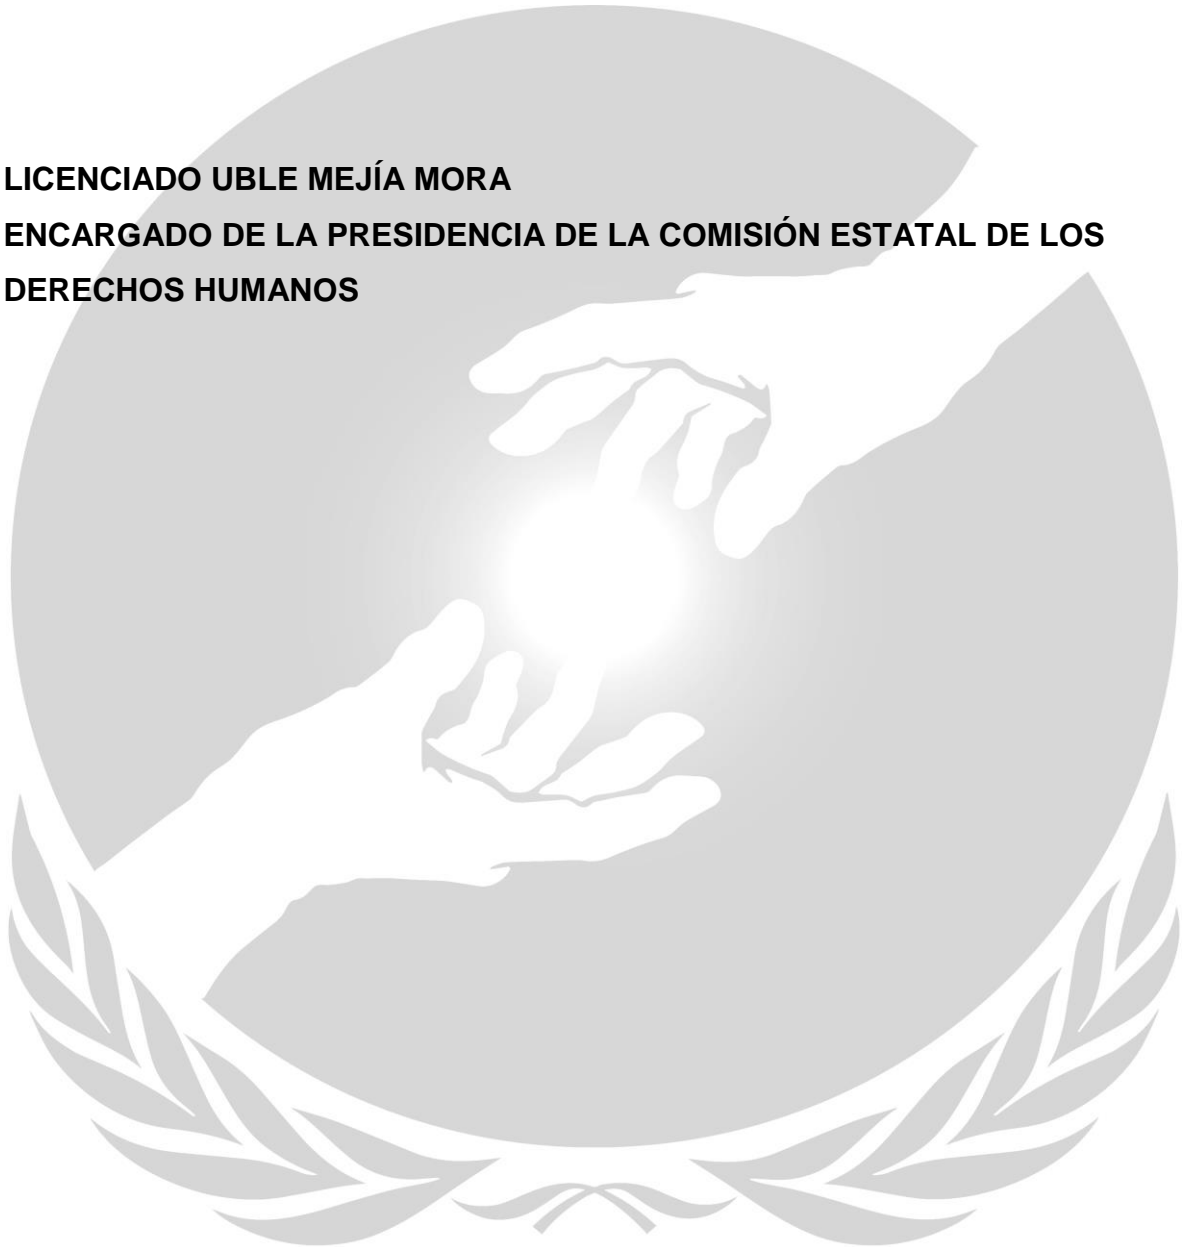 LICENCIADO UBLE MEJÍA MORA
ENCARGADO DE LA PRESIDENCIA DE LA COMISIÓN ESTATAL DE LOS
DERECHOS HUMANOS